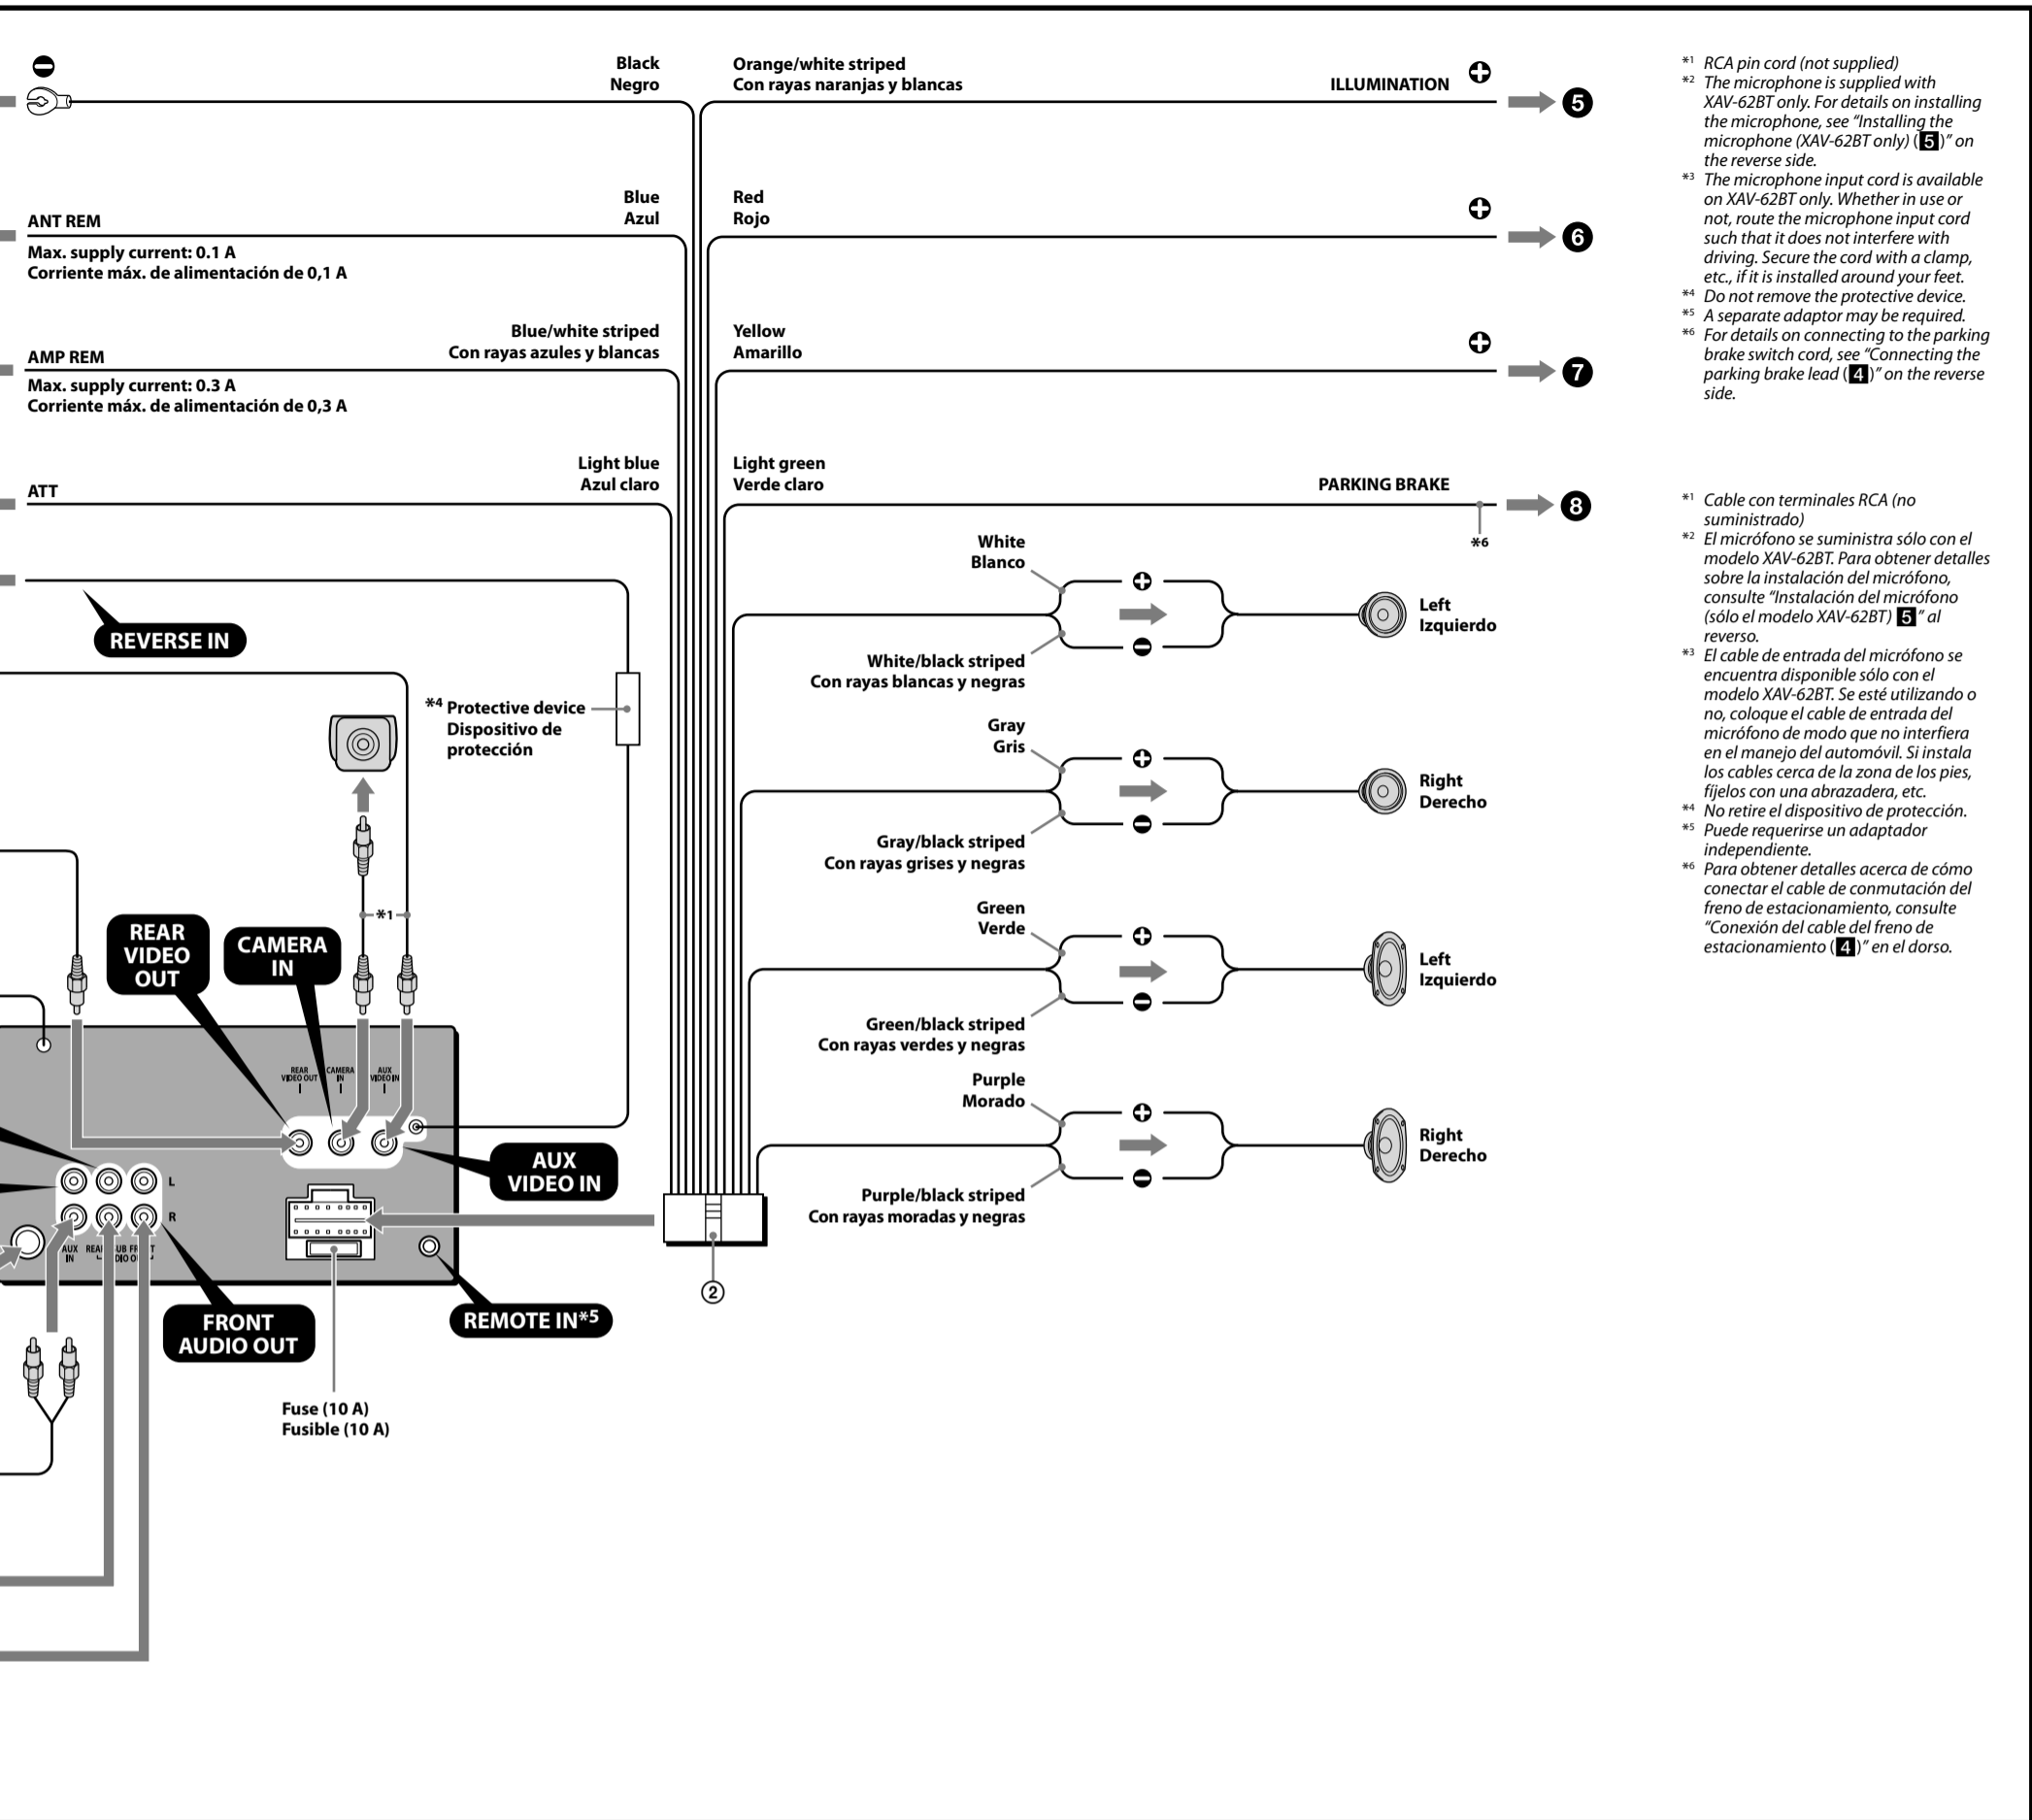 Black
Negro
Orange/white striped
Con rayas naranjas y blancas
ILLUMINATION
5
ANT REM
Max. supply current: 0.1 A
Corriente máx. de alimentación de 0,1 A
Blue
Azul
Red
Rojo
6
AMP REM
Max. supply current: 0.3 A
Corriente máx. de alimentación de 0,3 A
Blue/white striped
Con rayas azules y blancas
Yellow
Amarillo
7
ATT
Light blue
Azul claro
Light green
Verde claro
PARKING BRAKE
8
*6
REVERSE IN
*4 Protective device
Dispositivo de
protección
White
Blanco
White/black striped
Con rayas blancas y negras
Left
Izquierdo
Gray
Gris
Gray/black striped
Con rayas grises y negras
Right
Derecho
Green
Verde
Green/black striped
Con rayas verdes y negras
Left
Izquierdo
Purple
Morado
Purple/black striped
Con rayas moradas y negras
Right
Derecho
*1
REAR
VIDEO
OUT
CAMERA
IN
REAR
VIDEO OUT
CAMERA
IN
AUX
VIDEO IN
AUX
VIDEO IN
L
R
AUX
IN
FRONT
AUDIO OUT
REMOTE IN*5
2
Fuse (10 A)
Fusible (10 A)
*1 RCA pin cord (not supplied)
*2 The microphone is supplied with
XAV-62BT only. For details on installing
the microphone, see “Installing the
microphone (XAV-62BT only) (5)” on
the reverse side.
*3 The microphone input cord is available
on XAV-62BT only. Whether in use or
not, route the microphone input cord
such that it does not interfere with
driving. Secure the cord with a clamp,
etc., if it is installed around your feet.
*4 Do not remove the protective device.
*5 A separate adaptor may be required.
*6 For details on connecting to the parking
brake switch cord, see “Connecting the
parking brake lead (4)” on the reverse
side.
*1 Cable con terminales RCA (no
suministrado)
*2 El micrófono se suministra sólo con el
modelo XAV-62BT. Para obtener detalles
sobre la instalación del micrófono,
consulte “Instalación del micrófono
(sólo el modelo XAV-62BT) 5” al
reverso.
*3 El cable de entrada del micrófono se
encuentra disponible sólo con el
modelo XAV-62BT. Se esté utilizando o
no, coloque el cable de entrada del
micrófono de modo que no interfiera
en el manejo del automóvil. Si instala
los cables cerca de la zona de los pies,
fíjelos con una abrazadera, etc.
*4 No retire el dispositivo de protección.
*5 Puede requerirse un adaptador
independiente.
*6 Para obtener detalles acerca de cómo
conectar el cable de conmutación del
freno de estacionamiento, consulte
“Conexión del cable del freno de
estacionamiento (4)” en el dorso.